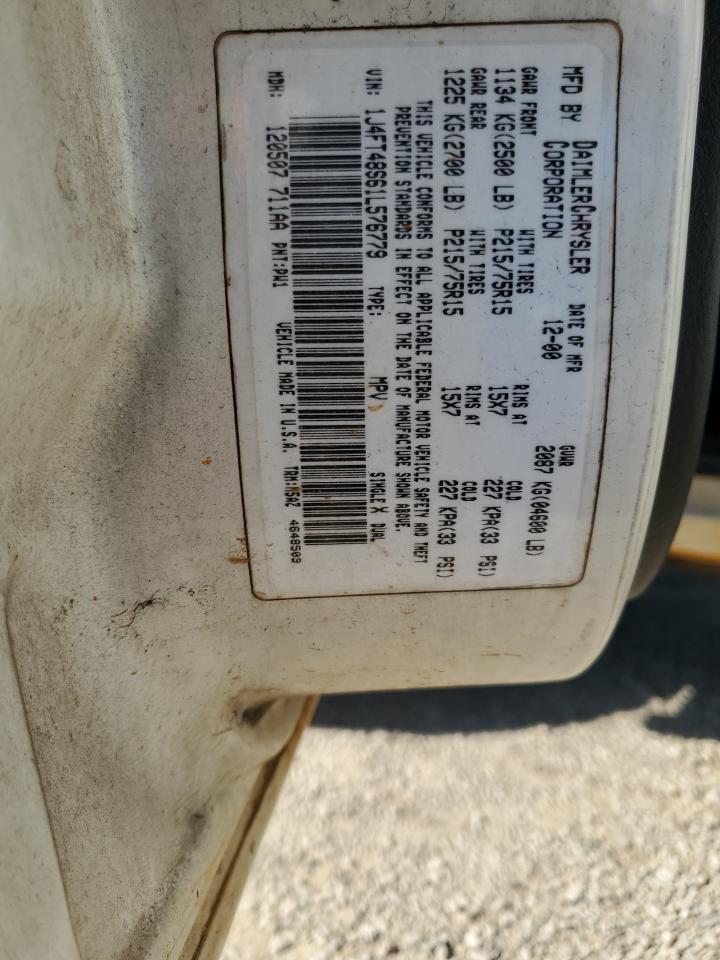 MFD BY DAIMLERCHRYSLER CORPORATION DATE OF MFR 12-00 GVWR 2087 KG(04600 LB)
GAWR FRONT WITH TIRES RIMS AT COLD
1134 KG(2500 LB) P215/75R15 15X7 227 KPA(33 PSI)
GAWR REAR WITH TIRES RIMS AT COLD
1225 KG(2700 LB) P215/75R15 15X7 227 KPA(33 PSI)
THIS VEHICLE CONFORMS TO ALL APPLICABLE FEDERAL MOTOR VEHICLE SAFETY AND THEFT
PREVENTION STANDARDS IN EFFECT ON THE DATE OF MANUFACTURE SHOWN ABOVE.
VIN: 1J4FT48S61L576779 TYPE: MPV SINGLE X DUAL
MDH: 120507 711AA PNT:PW1 VEHICLE MADE IN U.S.A. TRM:M5AZ 4648509